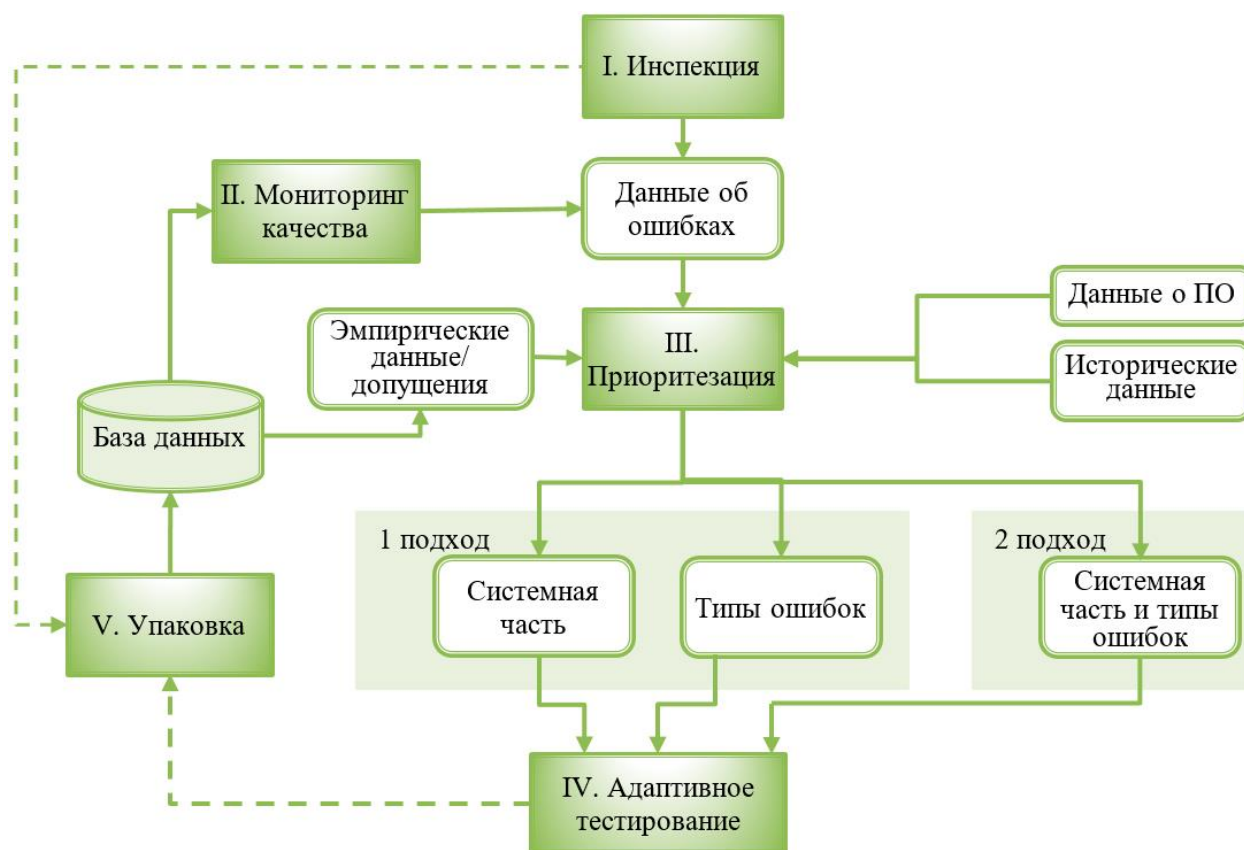 I. Инспекция
II. Мониторинг
качества
Данные об
ошибках
Данные о ПО
Эмпирические
данные/
допущения
III.
Приоритезация
Исторические
данные
База данных
1 подход
2 подход
Системная
часть
Типы ошибок
Системная
часть и типы
ошибок
V. Упаковка
IV. Адаптивное
тестирование